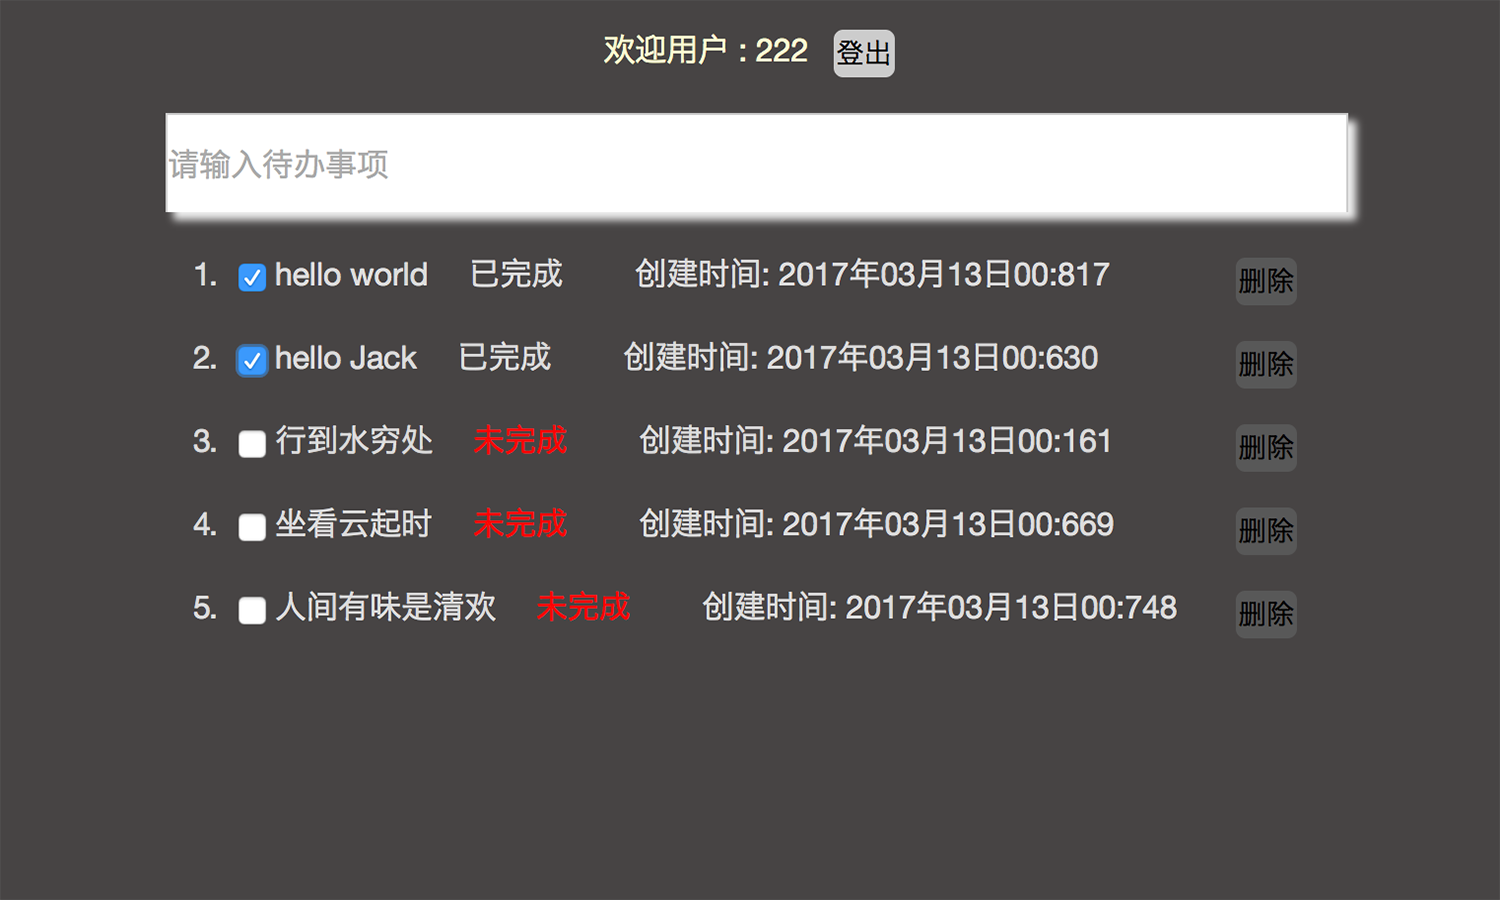 欢迎用户 : 222 登出
请输入待办事项
1. hello world 已完成 创建时间: 2017年03月13日00:817 删除
2. hello Jack 已完成 创建时间: 2017年03月13日00:630 删除
3. 行到水穷处 未完成 创建时间: 2017年03月13日00:161 删除
4. 坐看云起时 未完成 创建时间: 2017年03月13日00:669 删除
5. 人间有味是清欢 未完成 创建时间: 2017年03月13日00:748 删除